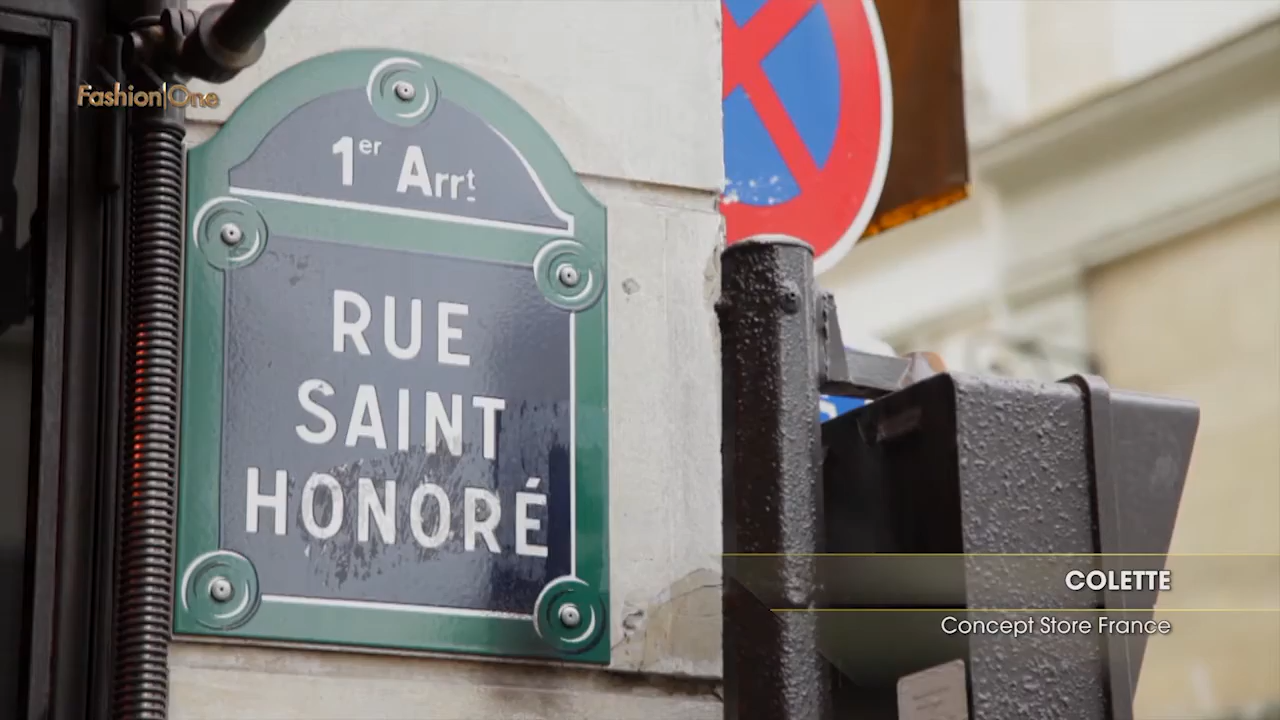 Fashion|One
1er Arrt
RUE
SAINT
HONORÉ
COLETTE
Concept Store France